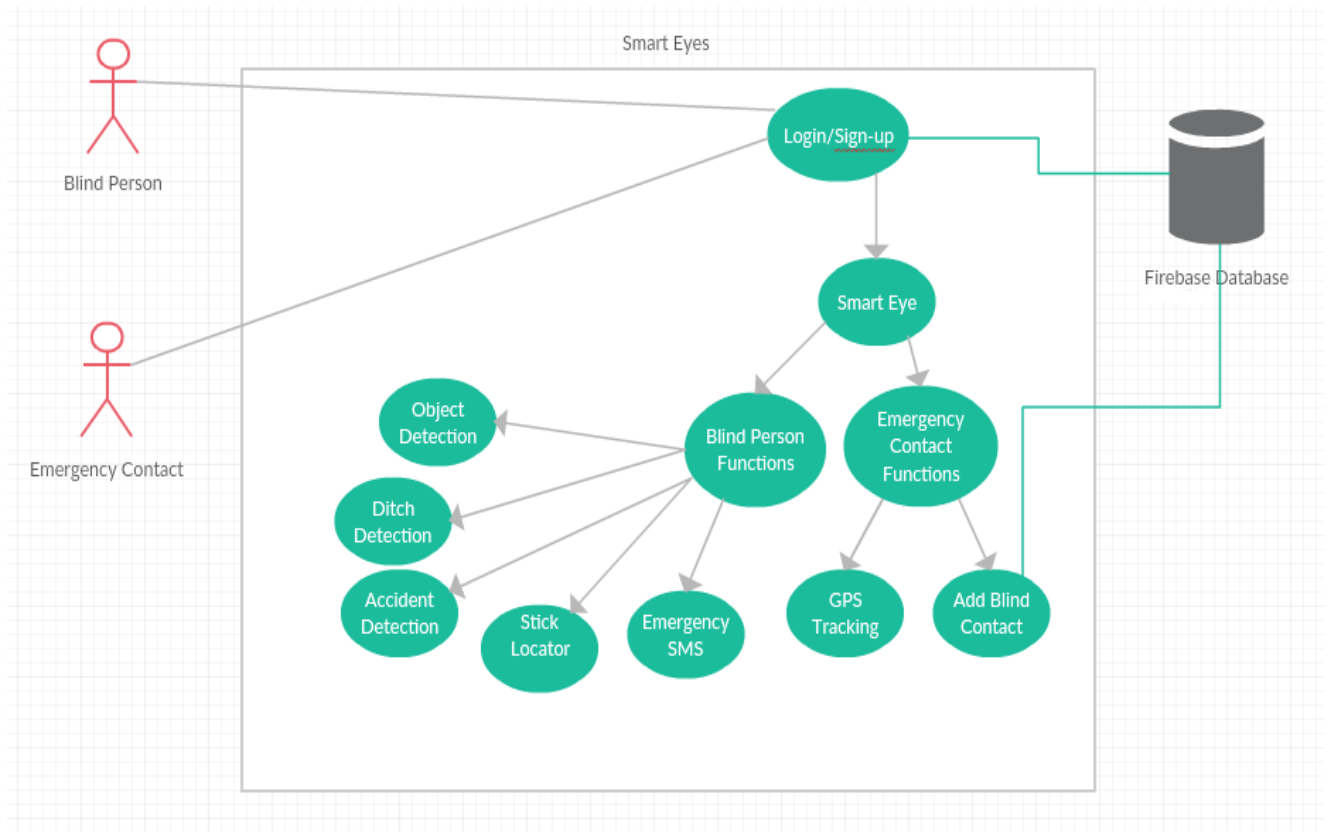 Smart Eyes
Blind Person
Login/Sign-up
Firebase Database
Smart Eye
Emergency Contact
Object
Detection
Blind Person
Functions
Emergency
Contact
Functions
Ditch
Detection
Accident
Detection
Stick
Locator
Emergency
SMS
GPS
Tracking
Add Blind
Contact